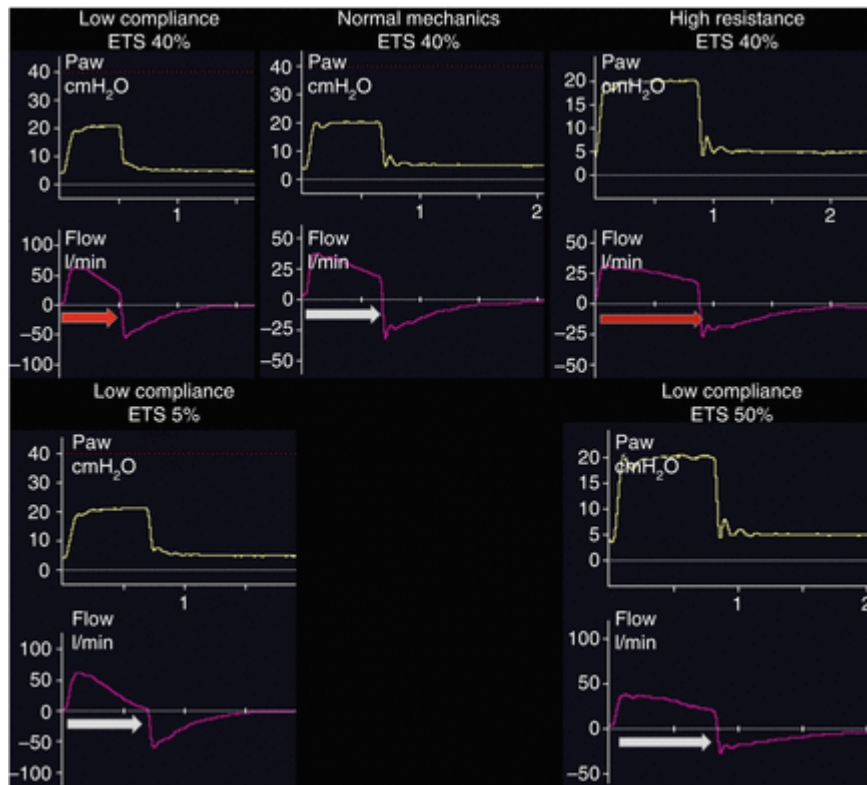 Low compliance
ETS 40%
Paw
cmH₂O
40
30
20
10
0
1
Flow
l/min
100
50
0
−50
−100
Normal mechanics
ETS 40%
Paw
cmH₂O
40
30
20
10
0
1
2
Flow
l/min
50
25
0
−25
−50
High resistance
ETS 40%
Paw
cmH₂O
20
15
10
5
0
1
2
Flow
l/min
50
25
0
−25
−50
Low compliance
ETS 5%
Paw
cmH₂O
40
30
20
10
0
1
Flow
l/min
100
50
0
−50
−100
Low compliance
ETS 50%
Paw
cmH₂O
20
15
10
5
0
1
2
Flow
l/min
100
50
0
−50